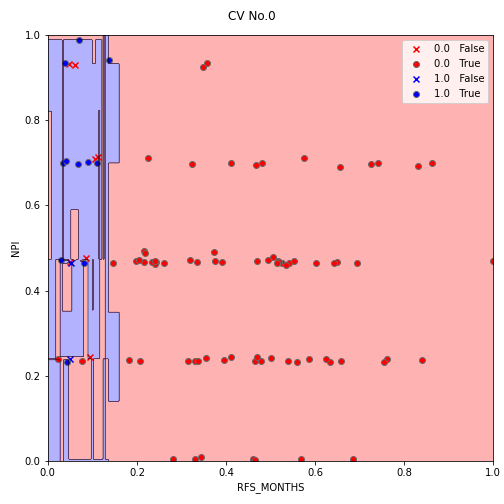 CV No.0
1.0
0.0 False
0.0 True
1.0 False
1.0 True
0.8
0.6
NPI
0.4
0.2
0.0
0.0 0.2 0.4 0.6 0.8 1.0
RFS_MONTHS